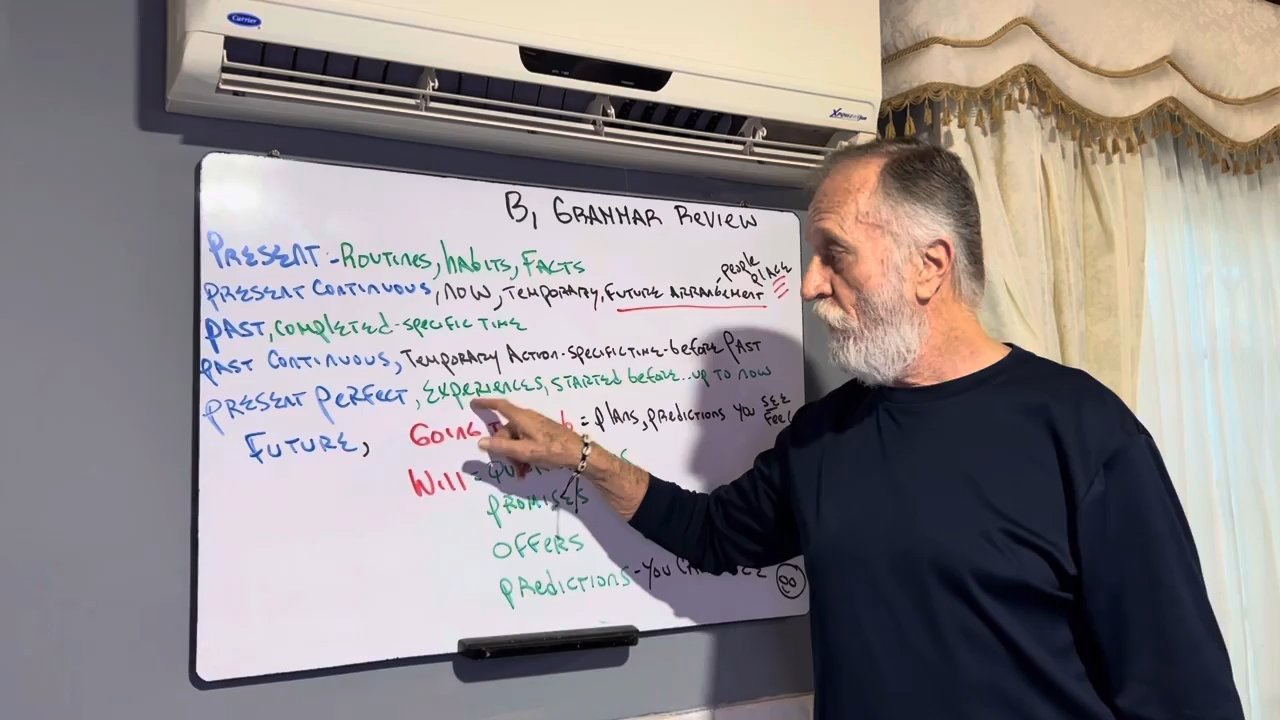 Carrier
B, GRAMMAR REVIEW
PRESENT - ROUTINES, HABITS, FACTS
- PEOPLE
PLACE
PRESENT CONTINUOUS, NOW, TEMPORARY, FUTURE ARRANGEMENT
PAST, COMPLETED - SPECIFIC TIME
PAST CONTINUOUS, TEMPORARY ACTION - SPECIFIC TIME - BEFORE PAST
PRESENT PERFECT, EXPERIENCES, STARTED BEFORE... UP TO NOW
FUTURE, GOING = PLANS, PREDICTIONS YOU SEE
FEEL
WILL =
PROMISES
OFFERS
PREDICTIONS - YOU